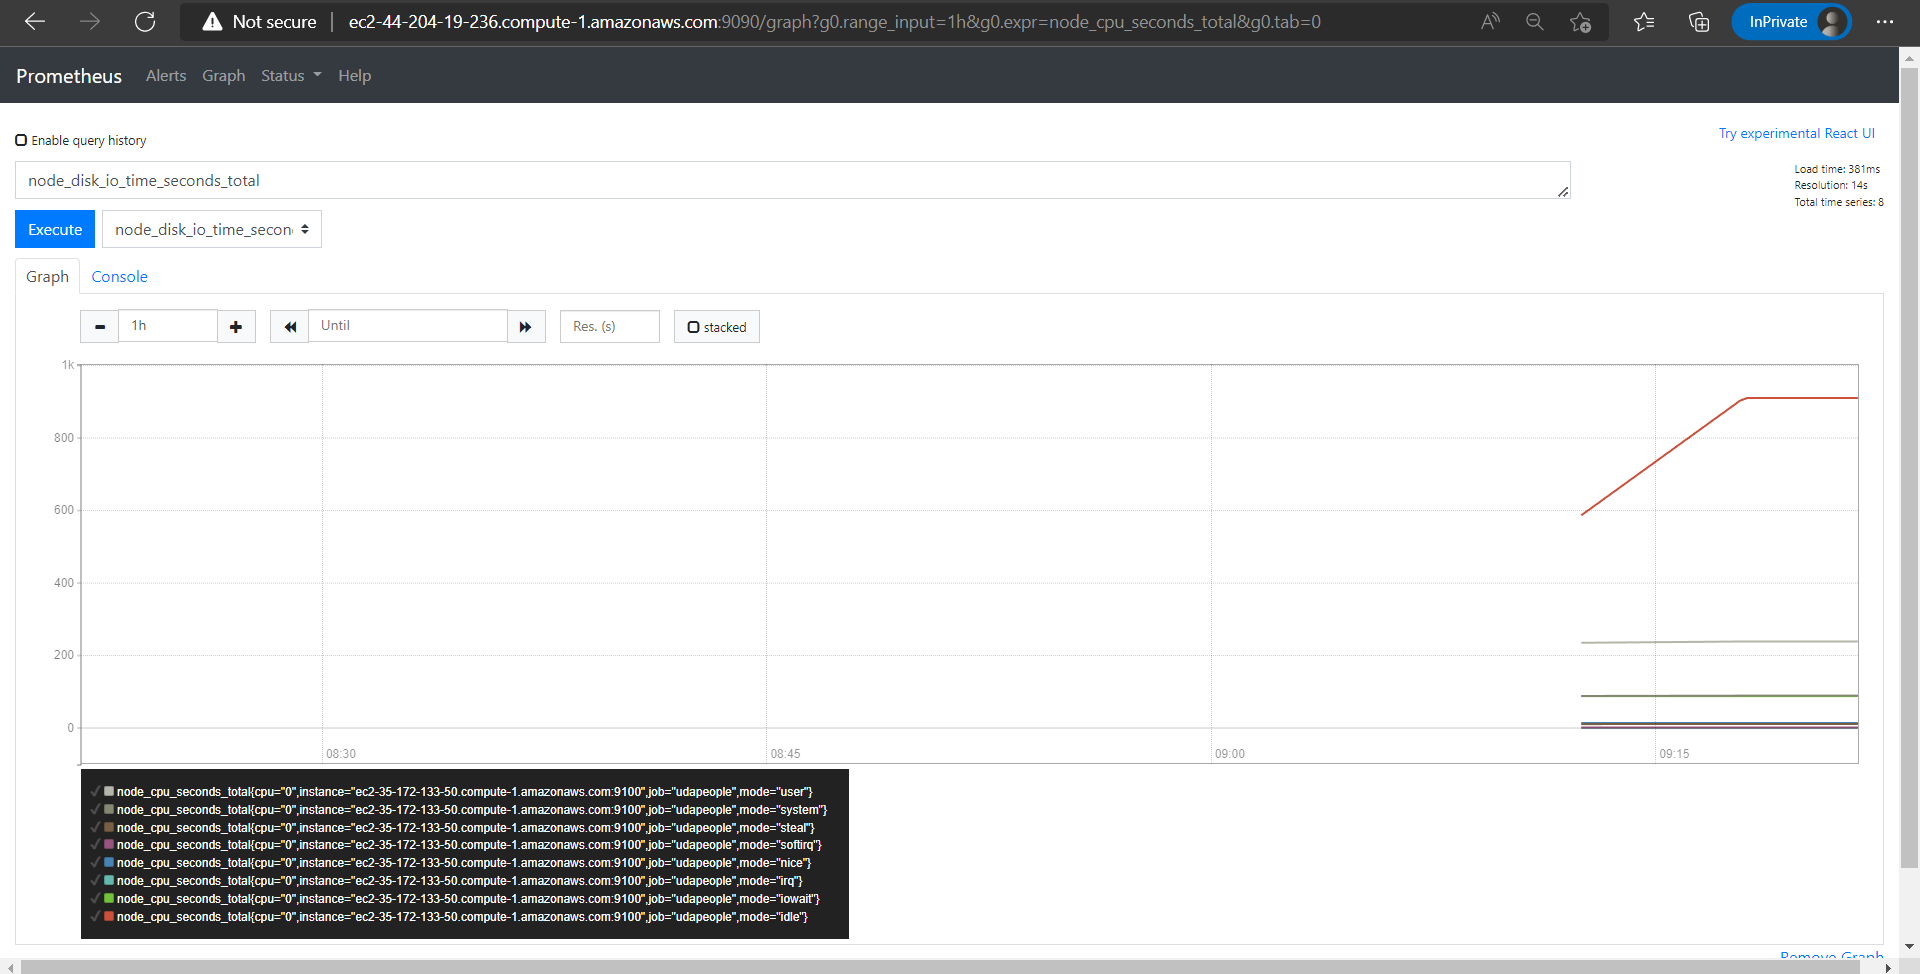 Not secure ec2-44-204-19-236.compute-1.amazonaws.com:9090/graph?g0.range_input=1h&g0.expr=node_cpu_seconds_total&g0.tab=0 InPrivate
Prometheus Alerts Graph Status Help
Enable query history
Try experimental React UI
node_disk_io_time_seconds_total
Load time: 381ms
Resolution: 14s
Total time series: 8
Execute node_disk_io_time_secon
Graph Console
1h Until Res. (s) stacked
1k
800
600
400
200
0
08:30 08:45 09:00 09:15
node_cpu_seconds_total{cpu="0",instance="ec2-35-172-133-50.compute-1.amazonaws.com:9100",job="udapeople",mode="user"}
node_cpu_seconds_total{cpu="0",instance="ec2-35-172-133-50.compute-1.amazonaws.com:9100",job="udapeople",mode="system"}
node_cpu_seconds_total{cpu="0",instance="ec2-35-172-133-50.compute-1.amazonaws.com:9100",job="udapeople",mode="steal"}
node_cpu_seconds_total{cpu="0",instance="ec2-35-172-133-50.compute-1.amazonaws.com:9100",job="udapeople",mode="softirq"}
node_cpu_seconds_total{cpu="0",instance="ec2-35-172-133-50.compute-1.amazonaws.com:9100",job="udapeople",mode="nice"}
node_cpu_seconds_total{cpu="0",instance="ec2-35-172-133-50.compute-1.amazonaws.com:9100",job="udapeople",mode="irq"}
node_cpu_seconds_total{cpu="0",instance="ec2-35-172-133-50.compute-1.amazonaws.com:9100",job="udapeople",mode="iowait"}
node_cpu_seconds_total{cpu="0",instance="ec2-35-172-133-50.compute-1.amazonaws.com:9100",job="udapeople",mode="idle"}
Remove Graph